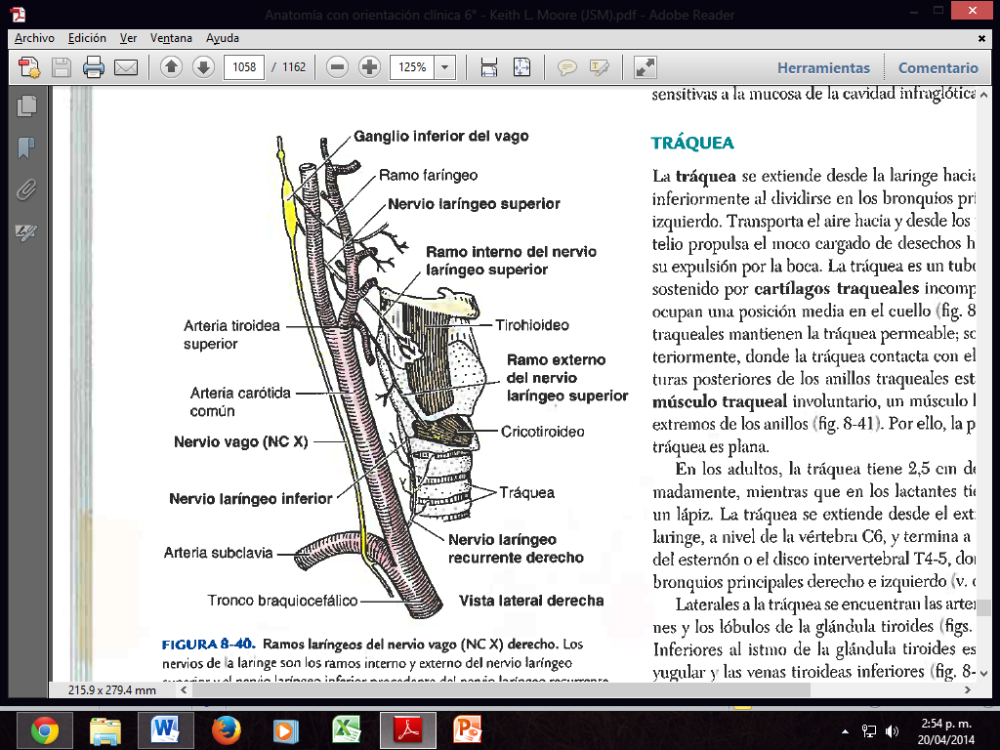 Anatomía con orientación clínica 6° - Keith L. Moore (JSM).pdf - Adobe Reader
Archivo Edición Ver Ventana Ayuda
1058 / 1162 125% Herramientas Comentario
Ganglio inferior del vago
Ramo faríngeo
Nervio laríngeo superior
Ramo interno del nervio
laríngeo superior
Arteria tiroidea
superior
Tirohioideo
Ramo externo
del nervio
laríngeo superior
Arteria carótida
común
Cricotiroideo
Nervio vago (NC X)
Tráquea
Nervio laríngeo inferior
Nervio laríngeo
recurrente derecho
Arteria subclavia
Tronco braquiocefálico
Vista lateral derecha
FIGURA 8-40. Ramos laríngeos del nervio vago (NC X) derecho. Los
nervios de la laringe son los ramos interno y externo del nervio laríngeo
superior y el nervio laríngeo inferior procedente del nervio laríngeo recurrente
sensitivas a la mucosa de la cavidad infraglótica
TRÁQUEA
La tráquea se extiende desde la laringe hacia
inferiormente al dividirse en los bronquios pri
izquierdo. Transporta el aire hacia y desde los
telio propulsa el moco cargado de desechos h
su expulsión por la boca. La tráquea es un tubo
sostenido por cartílagos traqueales incomp
ocupan una posición media en el cuello (fig. 8
traqueales mantienen la tráquea permeable; so
teriormente, donde la tráquea contacta con el
turas posteriores de los anillos traqueales est
músculo traqueal involuntario, un músculo l
extremos de los anillos (fig. 8-41). Por ello, la p
tráquea es plana.
En los adultos, la tráquea tiene 2,5 cm de
madamente, mientras que en los lactantes tie
un lápiz. La tráquea se extiende desde el ext
laringe, a nivel de la vértebra C6, y termina a
del esternón o el disco intervertebral T4-5, do
bronquios principales derecho e izquierdo (v.
Laterales a la tráquea se encuentran las arte
nes y los lóbulos de la glándula tiroides (figs.
Inferiores al istmo de la glándula tiroides es
yugular y las venas tiroideas inferiores (fig. 8-
215.9 x 279.4 mm
2:54 p. m.
20/04/2014